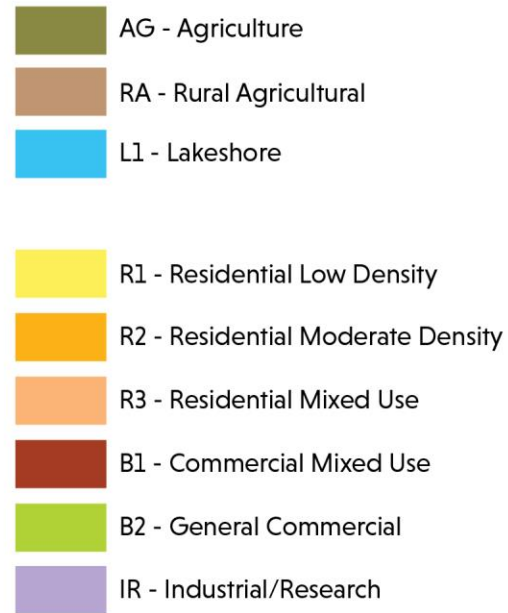 AG - Agriculture
RA - Rural Agricultural
L1 - Lakeshore
R1 - Residential Low Density
R2 - Residential Moderate Density
R3 - Residential Mixed Use
B1 - Commercial Mixed Use
B2 - General Commercial
IR - Industrial/Research